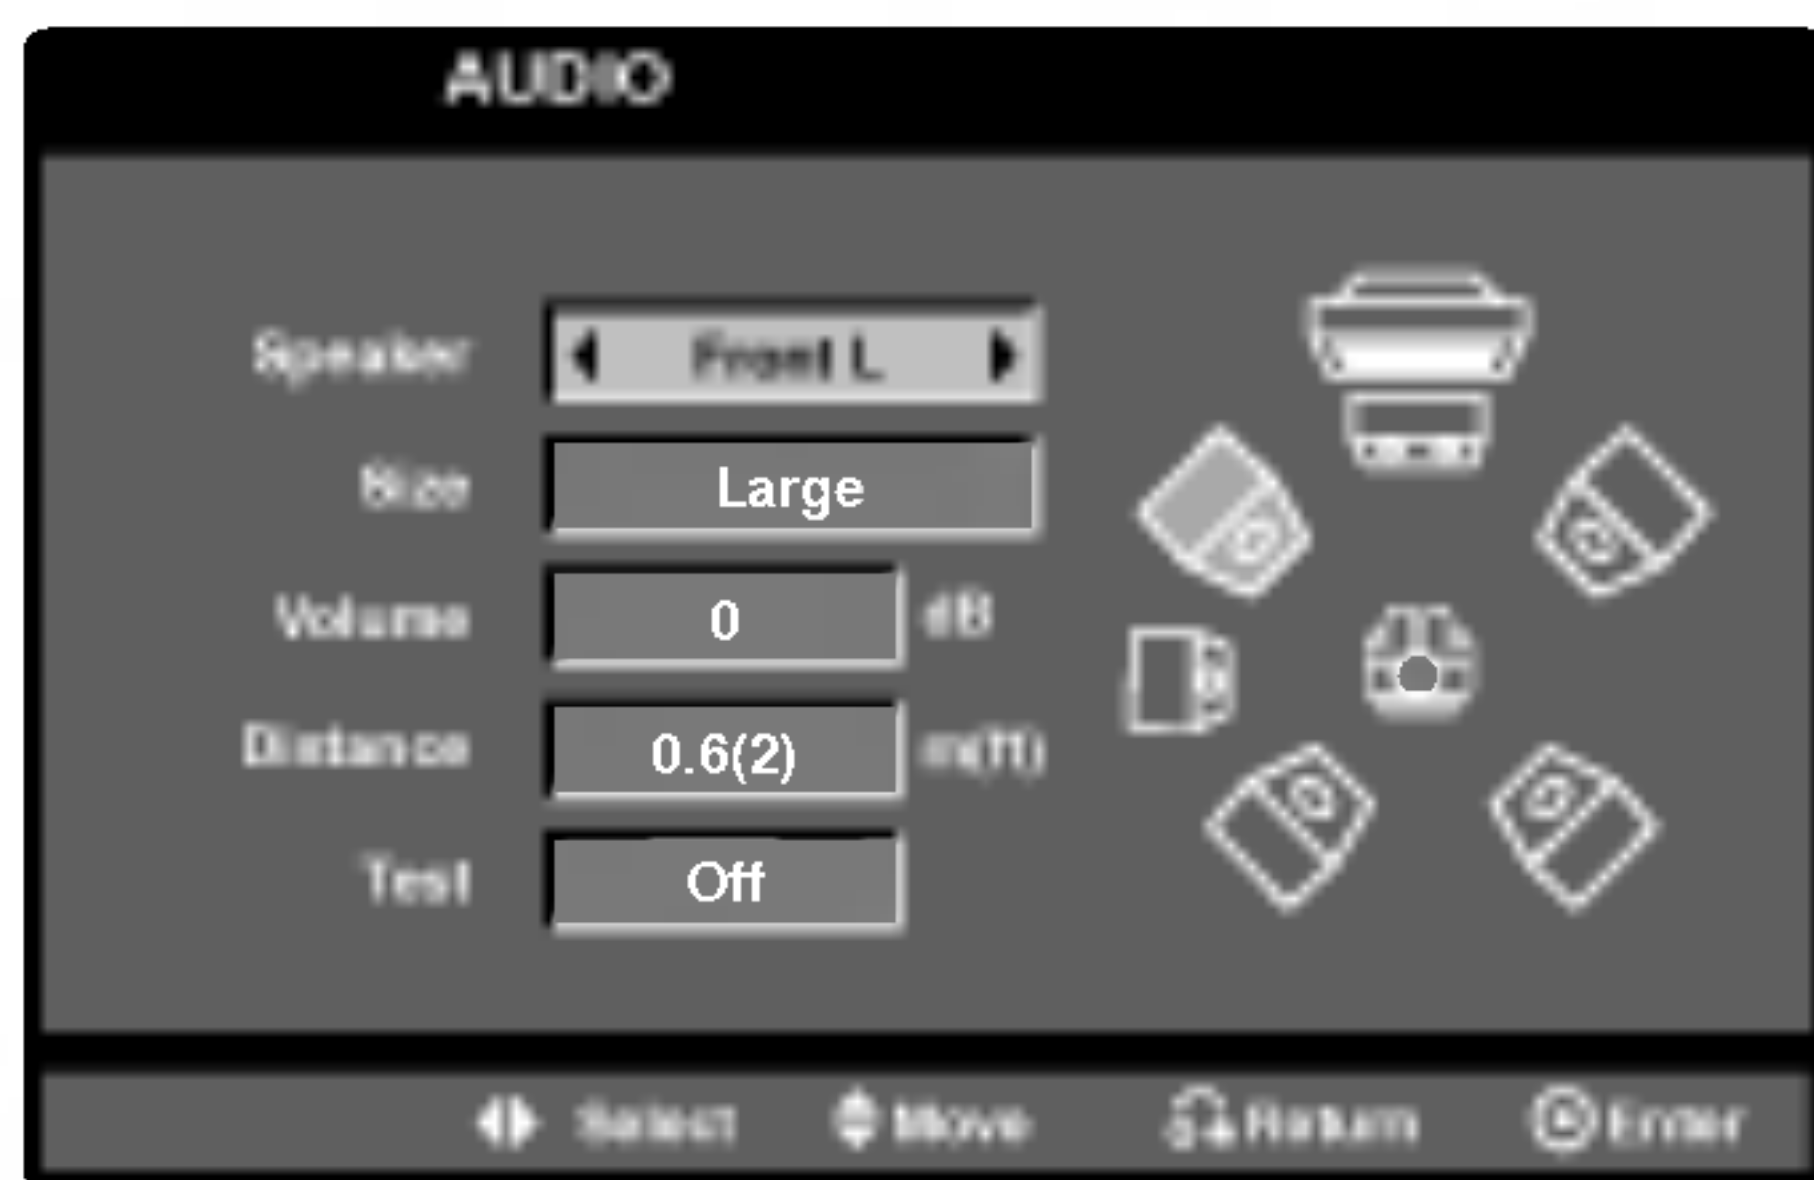 AUDIO
Speaker Front L
Size Large
Volume 0 dB
Distance 0.6(2) m(ft)
Test Off
Select Move Return Enter